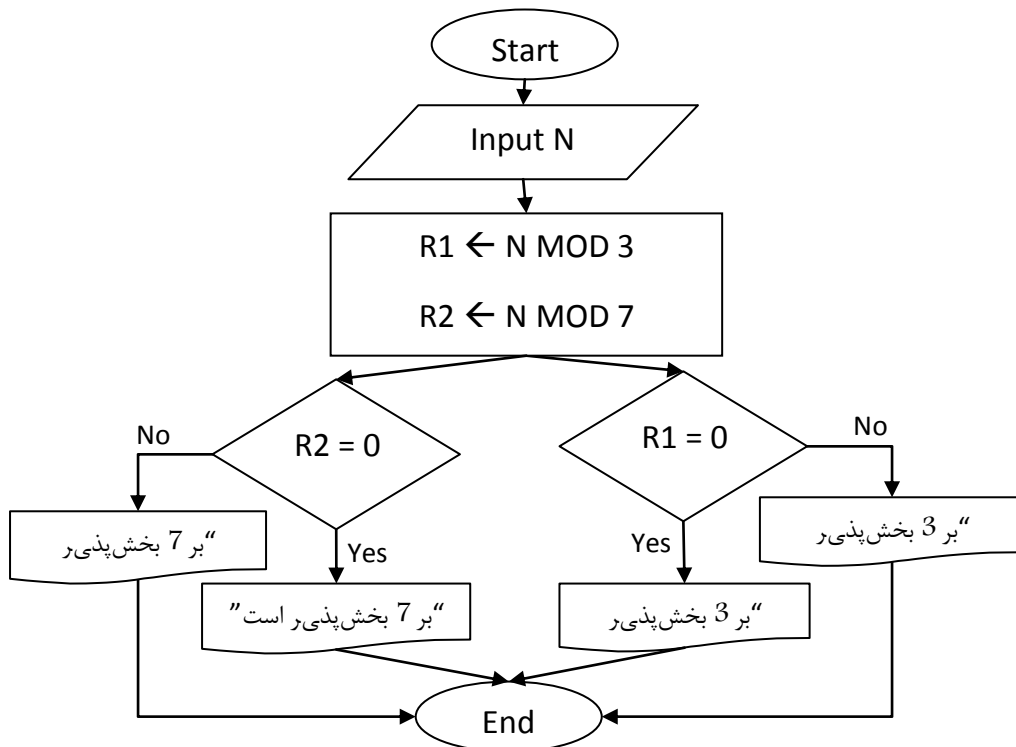 Start
Input N
R1 ← N MOD 3
R2 ← N MOD 7
No
R2 = 0
R1 = 0
No
“بر 7 بخش‌پذیر
Yes
Yes
“بر 3 بخش‌پذیر
“بر 7 بخش‌پذیر است”
“بر 3 بخش‌پذیر
End